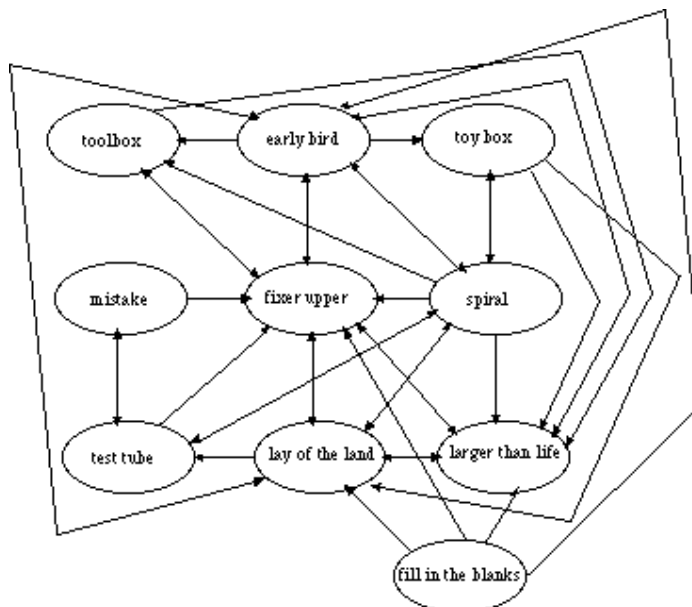 toolbox
early bird
toy box
mistake
fixer upper
spiral
test tube
lay of the land
larger than life
fill in the blanks